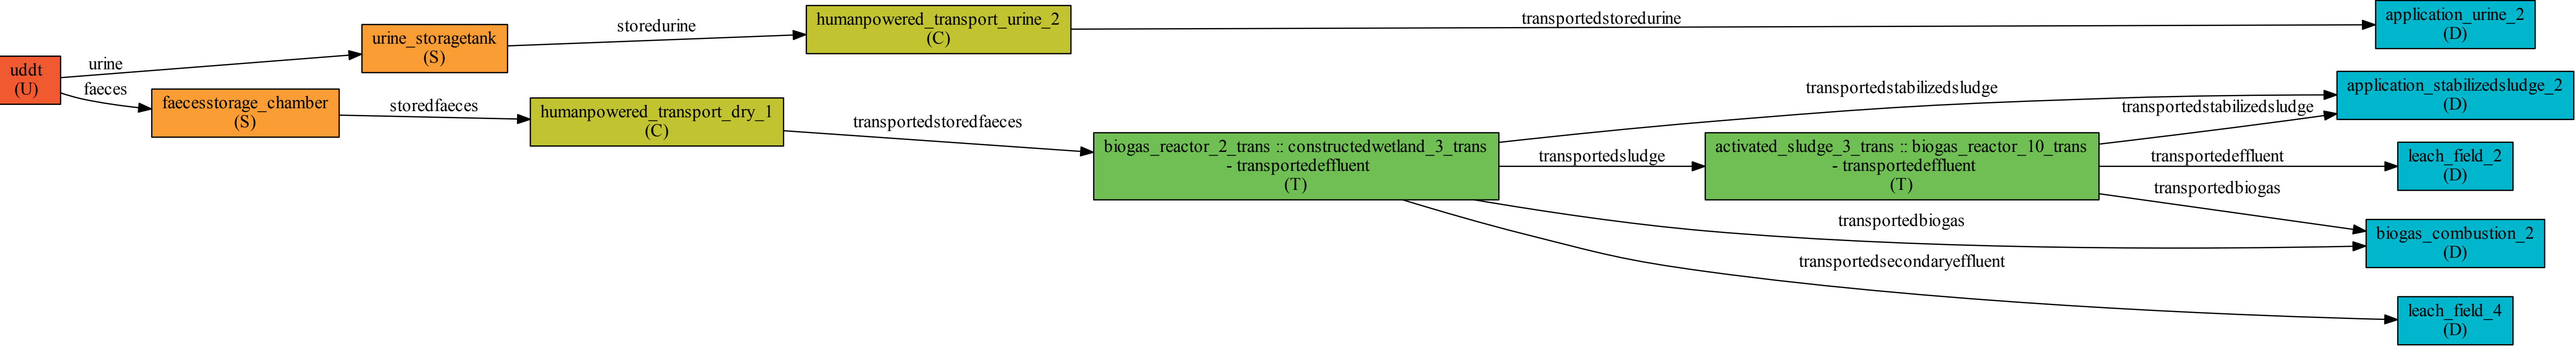 uddt
(U)
urine
faeces
urine_storagetank
(S)
faecesstorage_chamber
(S)
storedurine
storedfaeces
humanpowered_transport_urine_2
(C)
humanpowered_transport_dry_1
(C)
transportedstoredurine
transportedstoredfaeces
biogas_reactor_2_trans :: constructedwetland_3_trans
- transportedeffluent
(T)
transportedstabilizedsludge
transportedsludge
transportedbiogas
transportedsecondaryeffluent
activated_sludge_3_trans :: biogas_reactor_10_trans
- transportedeffluent
(T)
transportedstabilizedsludge
transportedeffluent
transportedbiogas
application_urine_2
(D)
application_stabilizedsludge_2
(D)
leach_field_2
(D)
biogas_combustion_2
(D)
leach_field_4
(D)